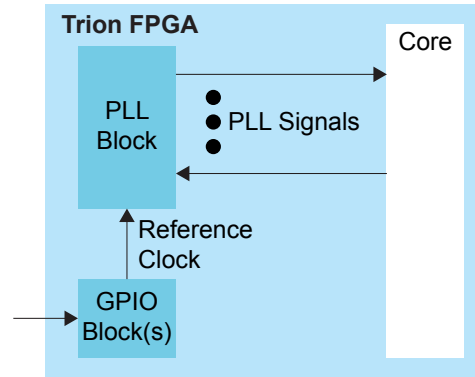 Trion FPGA
Core
PLL
Block
PLL Signals
Reference
Clock
GPIO
Block(s)